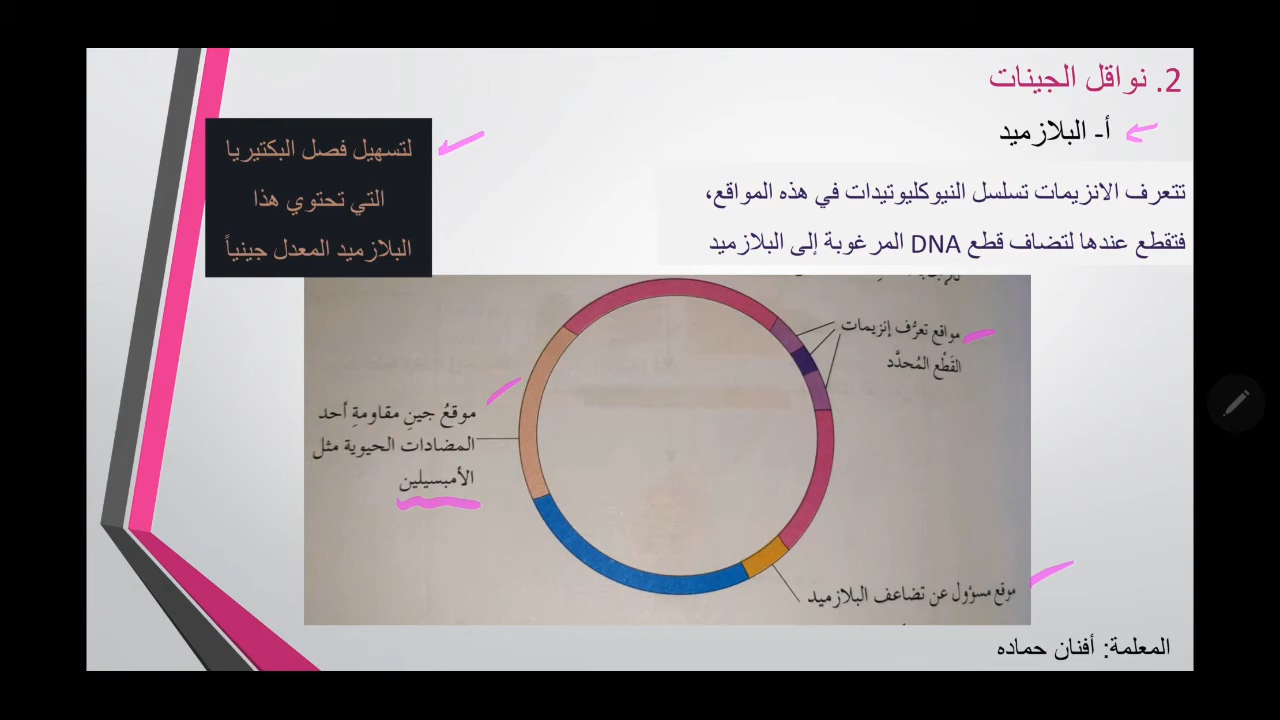 2. نواقل الجينات
أ- البلازميد
تتعرف الانزيمات تسلسل النيوكليوتيدات في هذه المواقع،
فتقطع عندها لتضاف قطع DNA المرغوبة إلى البلازميد
لتسهيل فصل البكتيريا
التي تحتوي هذا
البلازميد المعدل جينياً
مواقع تعرُّف إنزيمات
القَطْع المُحدَّد
موقعُ جينِ مقاومةِ أحد
المضادات الحيوية مثل
الأمبسيلين
موقع مسؤول عن تضاعف البلازميد
المعلمة: أفنان حماده